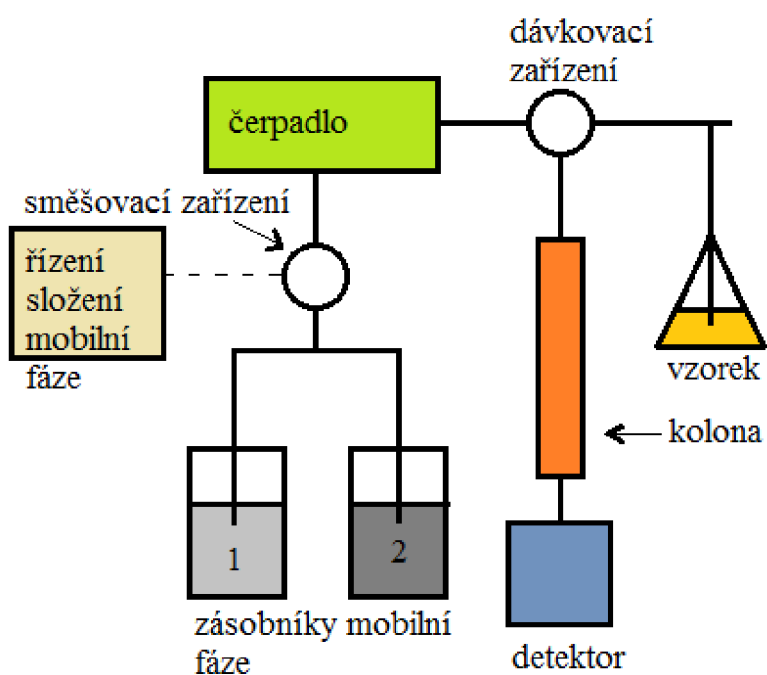 dávkovací
zařízení
čerpadlo
směšovací zařízení
řízení
složení
mobilní
fáze
vzorek
kolona
1
2
zásobníky mobilní
fáze
detektor